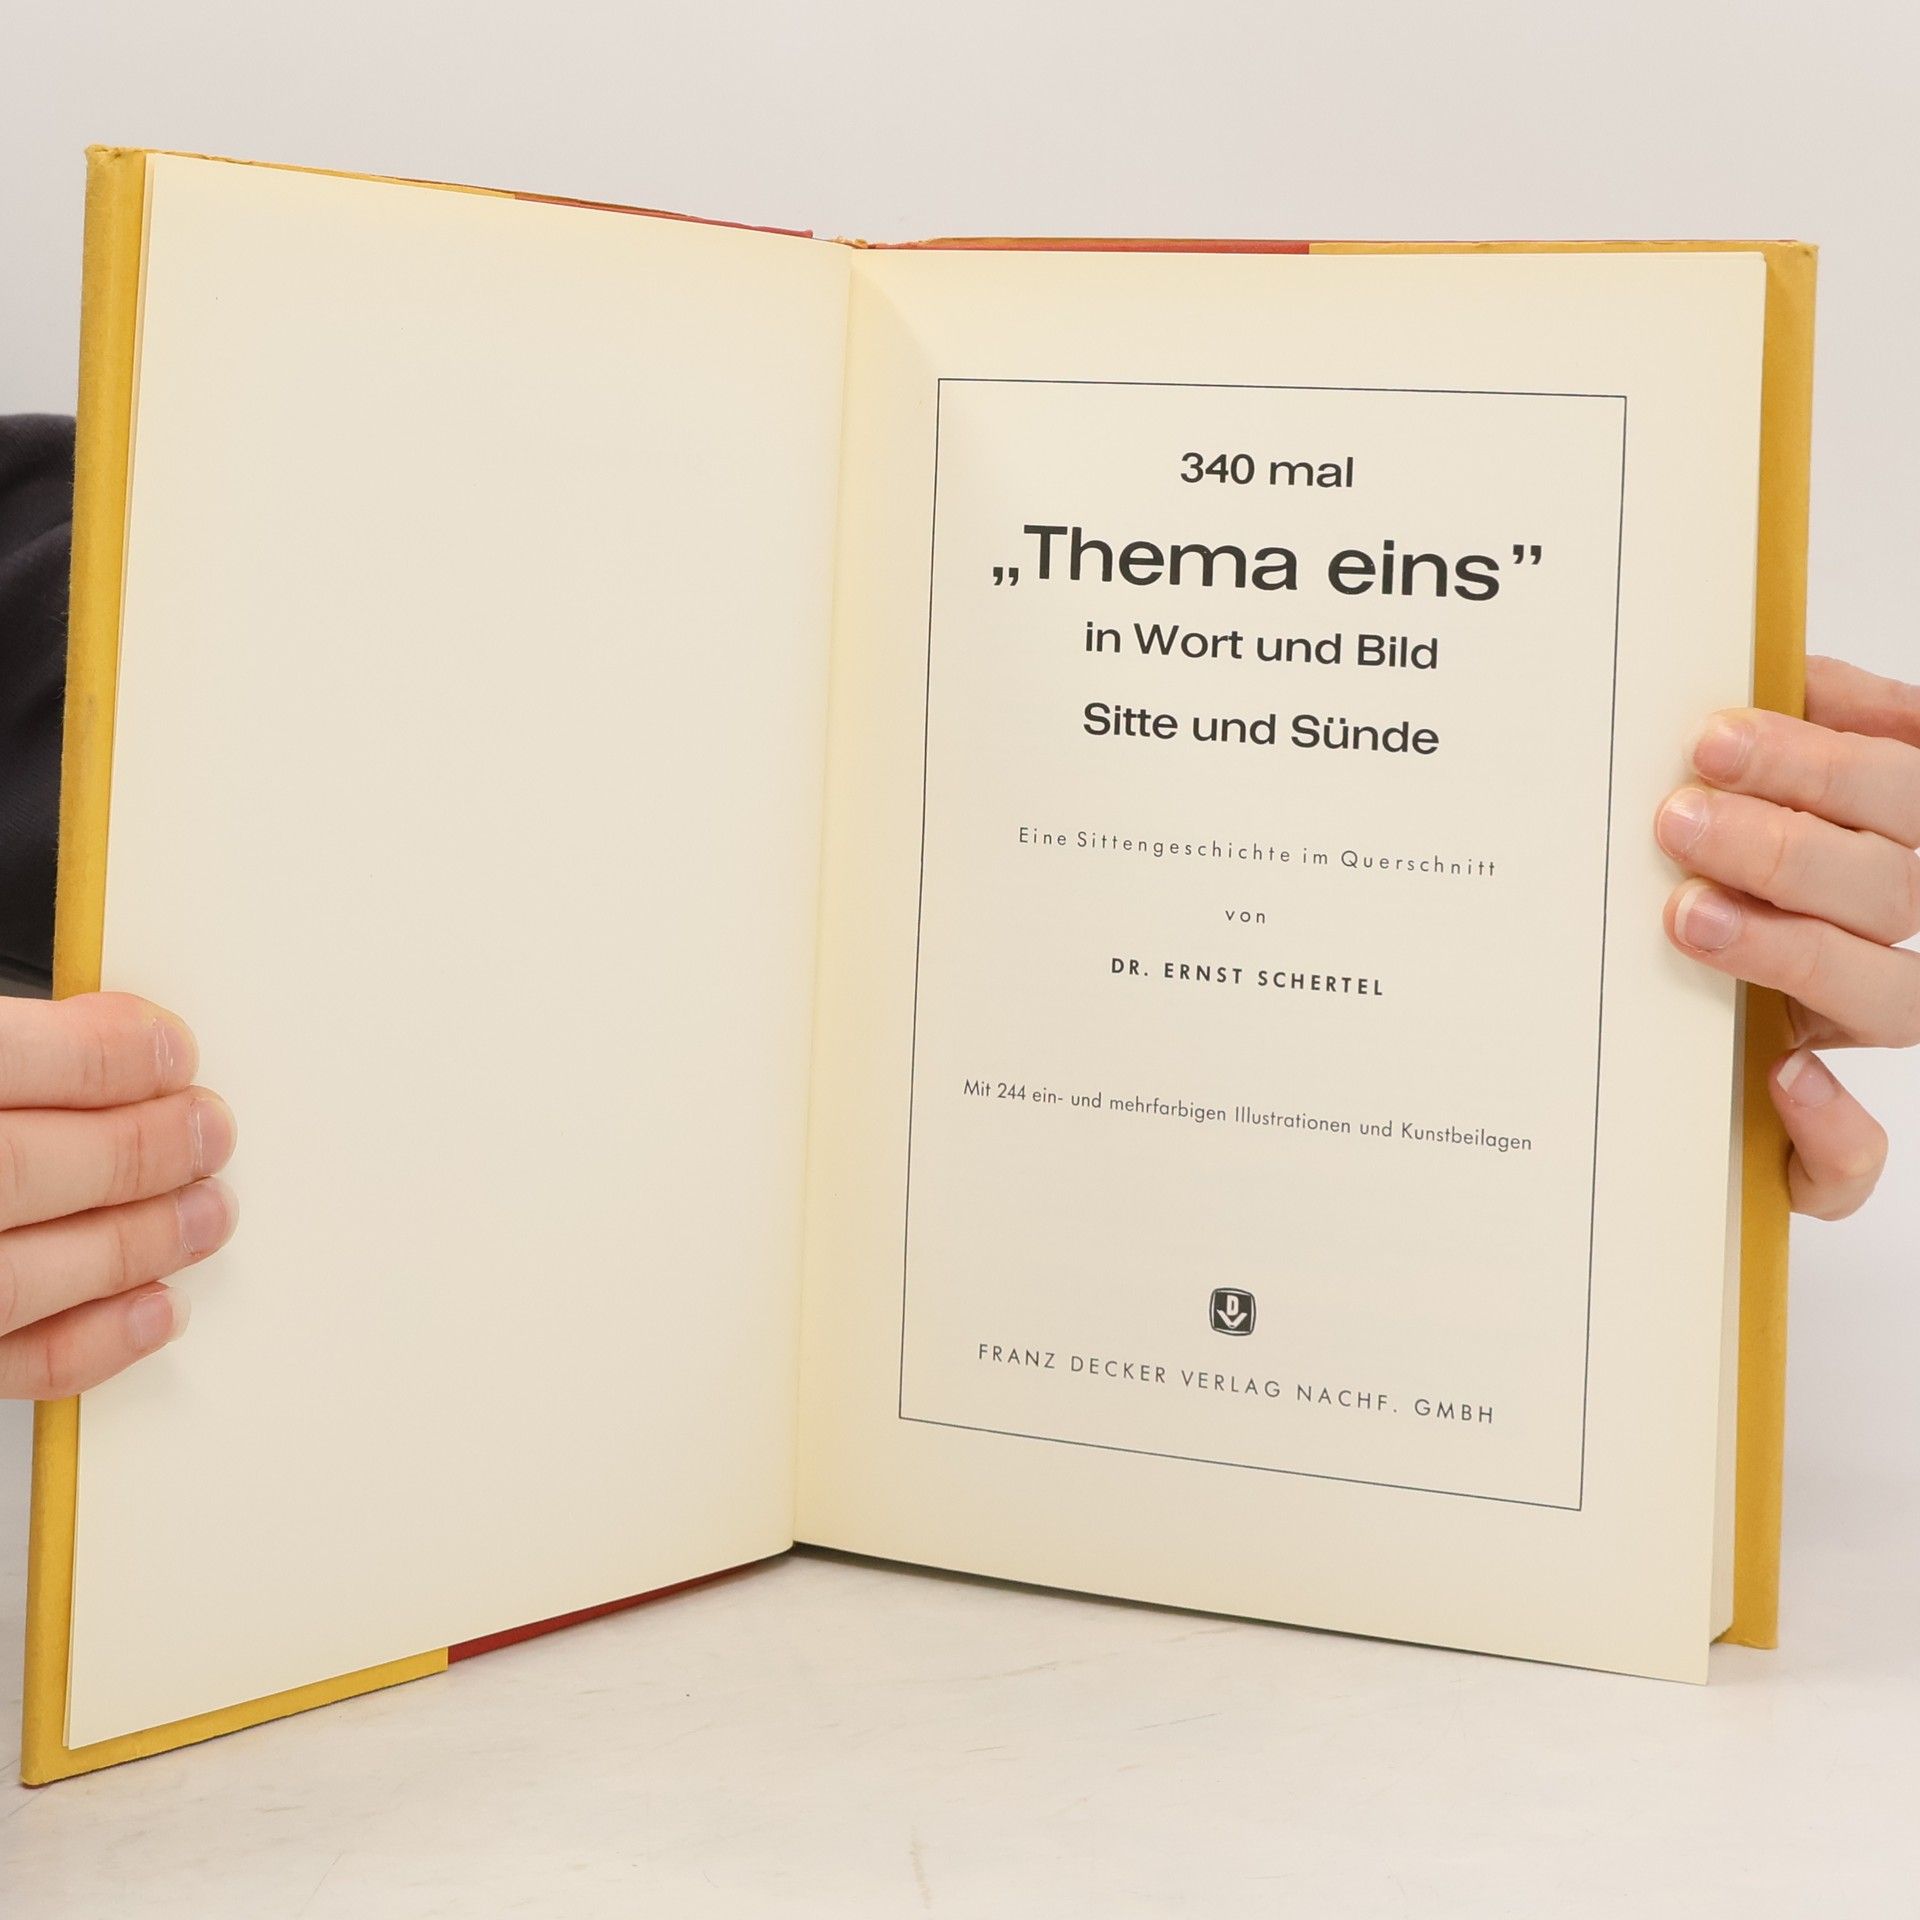 340 mal
„Thema eins”
in Wort und Bild
Sitte und Sünde
Eine Sittengeschichte im Querschnitt
von
DR. ERNST SCHERTEL
Mit 244 ein- und mehrfarbigen Illustrationen und Kunstbeilagen
DV
FRANZ DECKER VERLAG NACHF. GMBH